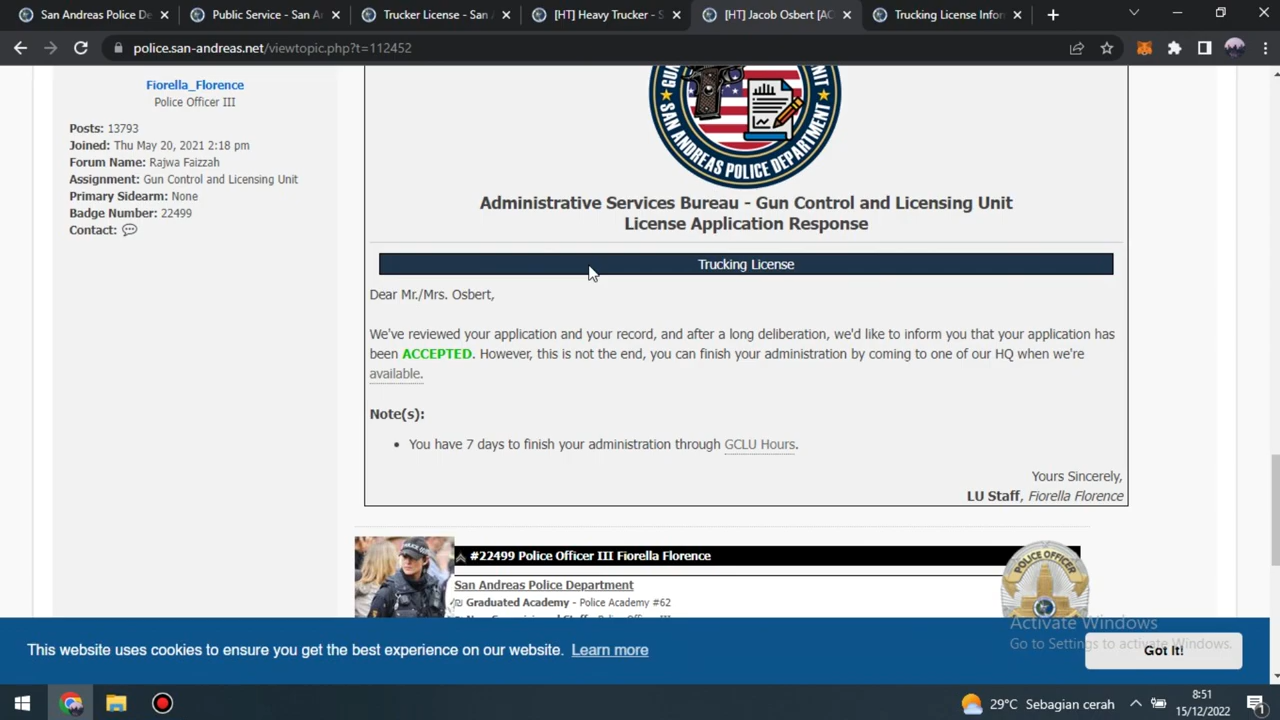 San Andreas Police De
Public Service - San A
Trucker License - San
[HT] Heavy Trucker - S
[HT] Jacob Osbert [AC
Trucking License Infor
police.san-andreas.net/viewtopic.php?t=112452
Fiorella_Florence
Police Officer III
Posts: 13793
Joined: Thu May 20, 2021 2:18 pm
Forum Name: Rajwa Faizzah
Assignment: Gun Control and Licensing Unit
Primary Sidearm: None
Badge Number: 22499
Contact:
SAN ANDREAS POLICE DEPARTMENT
Administrative Services Bureau - Gun Control and Licensing Unit
License Application Response
Trucking License
Dear Mr./Mrs. Osbert,
We've reviewed your application and your record, and after a long deliberation, we'd like to inform you that your application has
been ACCEPTED. However, this is not the end, you can finish your administration by coming to one of our HQ when we're
available.
Note(s):
• You have 7 days to finish your administration through GCLU Hours.
Yours Sincerely,
LU Staff, Fiorella Florence
#22499 Police Officer III Fiorella Florence
San Andreas Police Department
Graduated Academy - Police Academy #62
POLICE OFFICER
This website uses cookies to ensure you get the best experience on our website. Learn more
Got It!
Activate Windows
Go to Settings to activate Windows.
29°C Sebagian cerah
8:51
15/12/2022
1